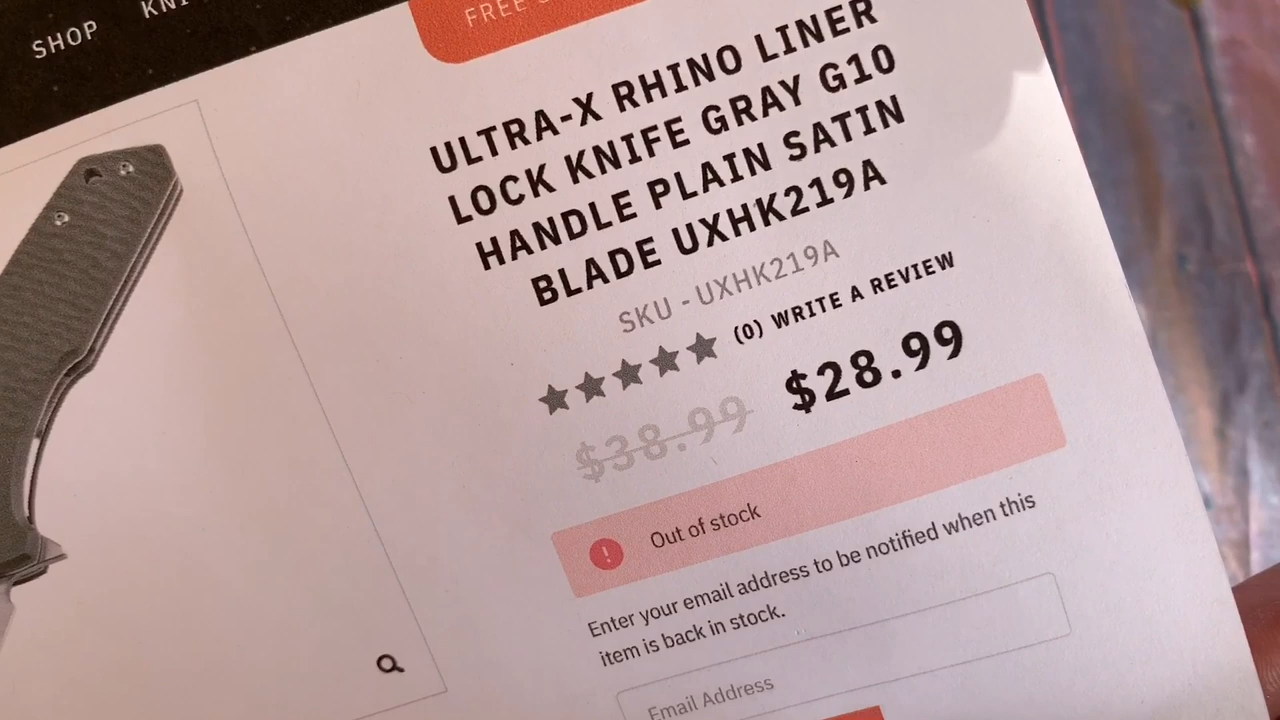 SHOP
FREE
ULTRA-X RHINO LINER
LOCK KNIFE GRAY G10
HANDLE PLAIN SATIN
BLADE UXHK219A
SKU - UXHK219A
(0) WRITE A REVIEW
$38.99 $28.99
Out of stock
Enter your email address to be notified when this
item is back in stock.
Email Address